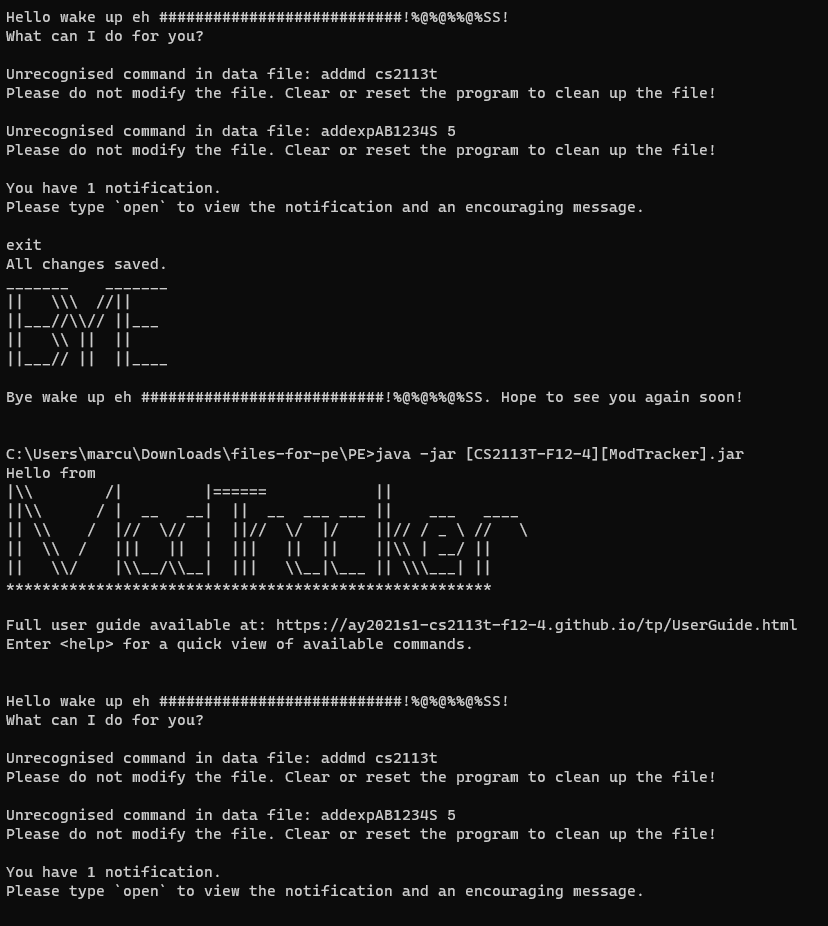 Hello wake up eh ###########################!%@%@%%@%SS!
What can I do for you?
Unrecognised command in data file: addmd cs2113t
Please do not modify the file. Clear or reset the program to clean up the file!
Unrecognised command in data file: addexpAB1234S 5
Please do not modify the file. Clear or reset the program to clean up the file!
You have 1 notification.
Please type `open` to view the notification and an encouraging message.
exit
All changes saved.
_______    _______
||   \\\  //||
||___//\\// ||___
||   \\ ||  ||
||___// ||  ||____
Bye wake up eh ###########################!%@%@%%@%SS. Hope to see you again soon!
C:\Users\marcu\Downloads\files-for-pe\PE>java -jar [CS2113T-F12-4][ModTracker].jar
Hello from
|\\       /|         |======            ||
||\\      / |  __   __|  ||  __  ___ ___ ||    ___   ____
|| \\    /  |//  \//  |  ||//  \/  |/    ||// / _ \ //   \
||  \\  /   |||   ||  |  |||   ||  ||    ||\\ | __/ ||
||   \\/    |\\__/\\__|  |||   \\__|\___ || \\\___| ||
******************************************************
Full user guide available at: https://ay2021s1-cs2113t-f12-4.github.io/tp/UserGuide.html
Enter <help> for a quick view of available commands.
Hello wake up eh ###########################!%@%@%%@%SS!
What can I do for you?
Unrecognised command in data file: addmd cs2113t
Please do not modify the file. Clear or reset the program to clean up the file!
Unrecognised command in data file: addexpAB1234S 5
Please do not modify the file. Clear or reset the program to clean up the file!
You have 1 notification.
Please type `open` to view the notification and an encouraging message.